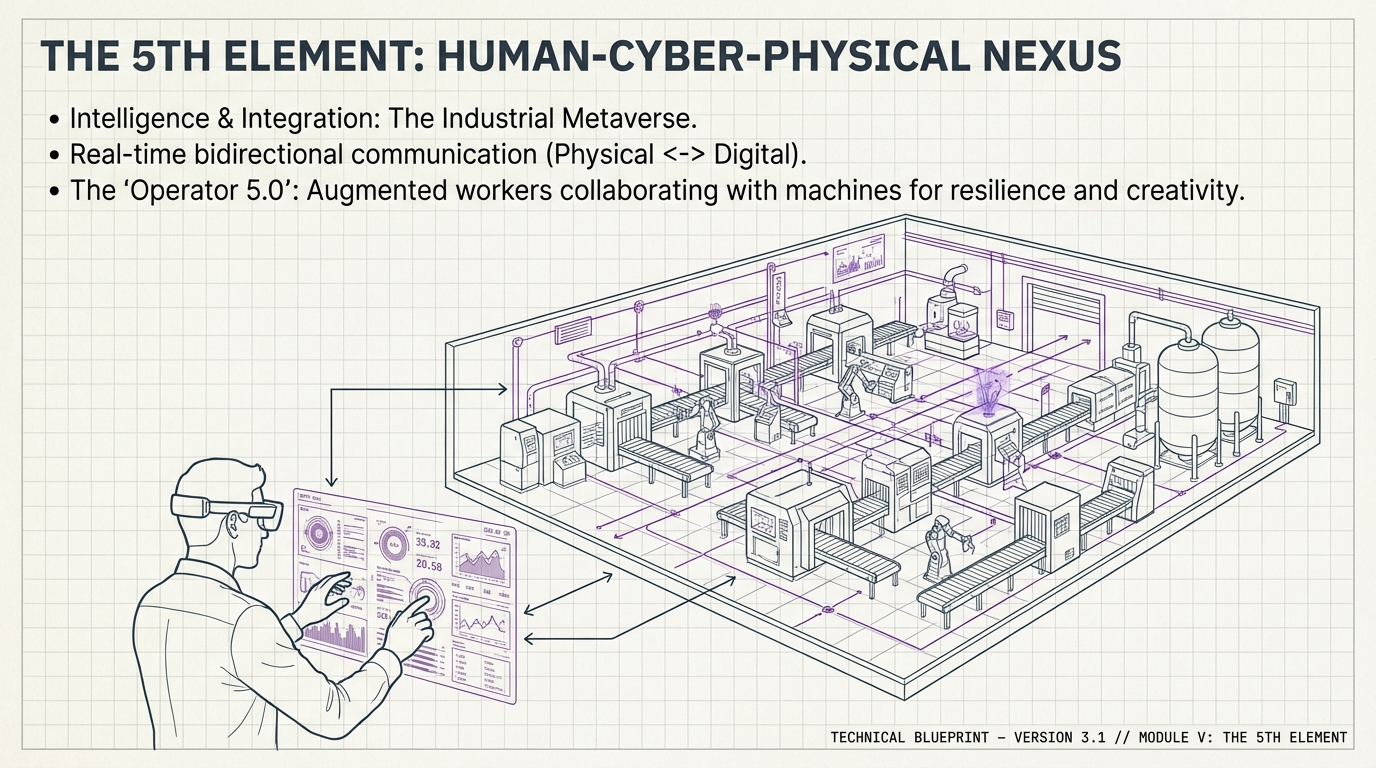 THE 5TH ELEMENT: HUMAN-CYBER-PHYSICAL NEXUS
• Intelligence & Integration: The Industrial Metaverse.
• Real-time bidirectional communication (Physical <-> Digital).
• The ‘Operator 5.0’: Augmented workers collaborating with machines for resilience and creativity.
39.32
20.58
TECHNICAL BLUEPRINT – VERSION 3.1 // MODULE V: THE 5TH ELEMENT